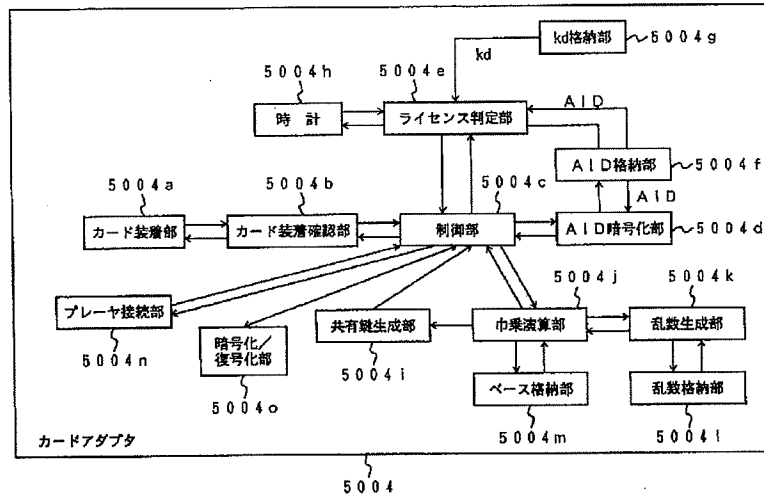 kd格納部
5004g
kd
5004h
5004e
AID
時 計
ライセンス判定部
AID格納部
5004f
5004a
5004b
5004c
AID
カード装着部
カード装着確認部
制御部
AID暗号化部
5004d
5004j
5004k
プレーヤ接続部
暗号化／
復号化部
共有鍵生成部
巾乗演算部
乱数生成部
5004n
5004i
5004o
ベース格納部
乱数格納部
カードアダプタ
5004m
5004l
5004